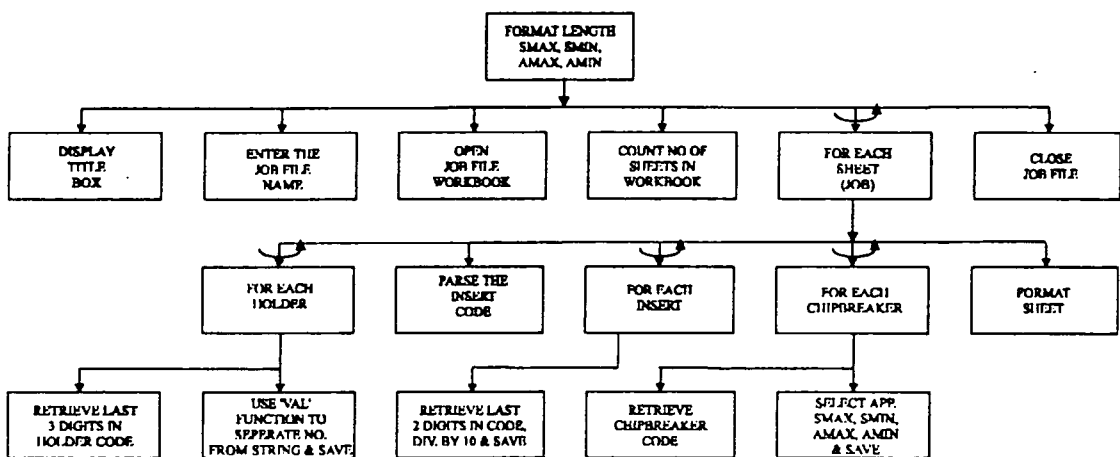 FORMAT LENGTH
SMAX, SMIN,
AMAX, AMIN
DISPLAY
TITLE
BOX
ENTER THE
JOB FILE
NAME
OPEN
JOB FILE
WORKBOOK
COUNT NO OF
SHEETS IN
WORKBOOK
FOR EACH
SHEET
(JOB)
CLOSE
JOB FILE
FOR EACH
HOLDER
PARSE THE
INSERT
CODE
FOR EACH
INSERT
FOR EACH
CHIPBREAKER
FORMAT
SHEET
RETRIEVE LAST
3 DIGITS IN
HOLDER CODE
USE 'VAL'
FUNCTION TO
SEPERATE NO.
FROM STRING & SAVE
RETRIEVE LAST
2 DIGITS IN CODE,
DIV. BY 10 & SAVE
RETRIEVE
CHIPBREAKER
CODE
SELECT APP.
SMAX, SMIN,
AMAX, AMIN
& SAVE